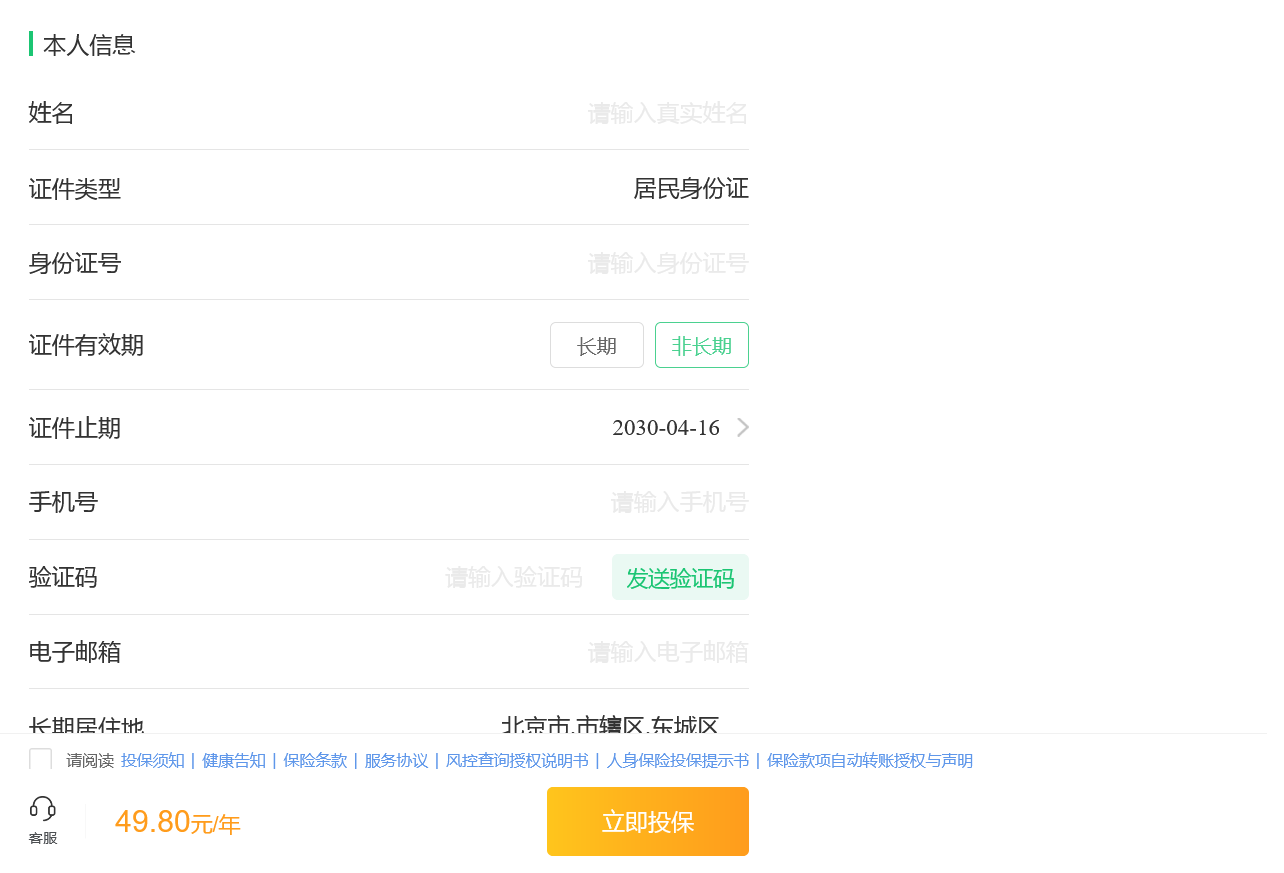 本人信息
姓名 请输入真实姓名
证件类型 居民身份证
身份证号 请输入身份证号
证件有效期 长期 非长期
证件止期 2030-04-16
手机号 请输入手机号
验证码 请输入验证码 发送验证码
电子邮箱 请输入电子邮箱
长期居住地 北京市,市辖区,东城区
请阅读 投保须知 | 健康告知 | 保险条款 | 服务协议 | 风控查询授权说明书 | 人身保险投保提示书 | 保险款项自动转账授权与声明
客服 49.80元/年 立即投保